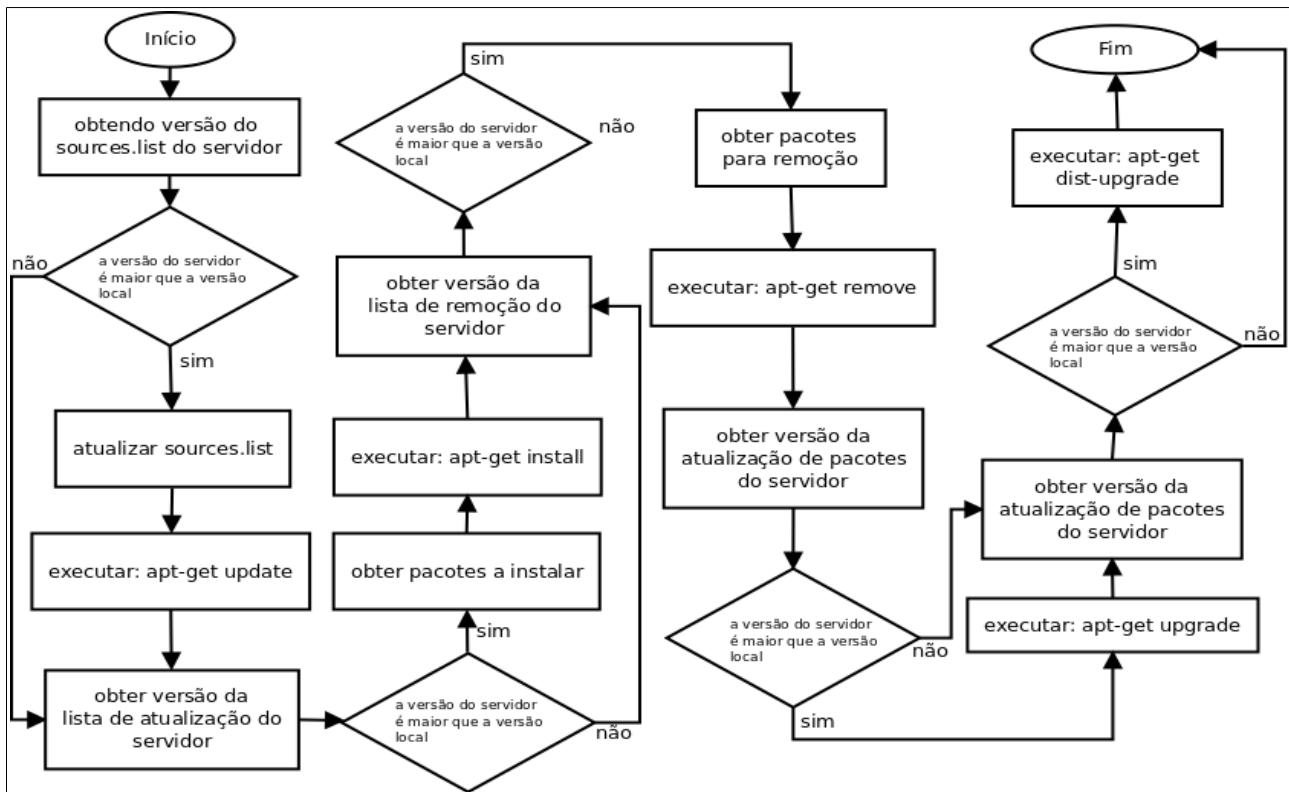 Início
obtendo versão do
sources.list do servidor
a versão do servidor
é maior que a versão
local
não
sim
atualizar sources.list
executar: apt-get update
obter versão da
lista de atualização do
servidor
a versão do servidor
é maior que a versão
local
não
sim
obter pacotes a instalar
executar: apt-get install
obter versão da
lista de remoção do
servidor
a versão do servidor
é maior que a versão
local
sim
não
obter pacotes
para remoção
executar: apt-get remove
obter versão da
atualização de pacotes
do servidor
a versão do servidor
é maior que a versão
local
não
sim
executar: apt-get upgrade
obter versão da
atualização de pacotes
do servidor
a versão do servidor
é maior que a versão
local
não
sim
executar: apt-get
dist-upgrade
Fim